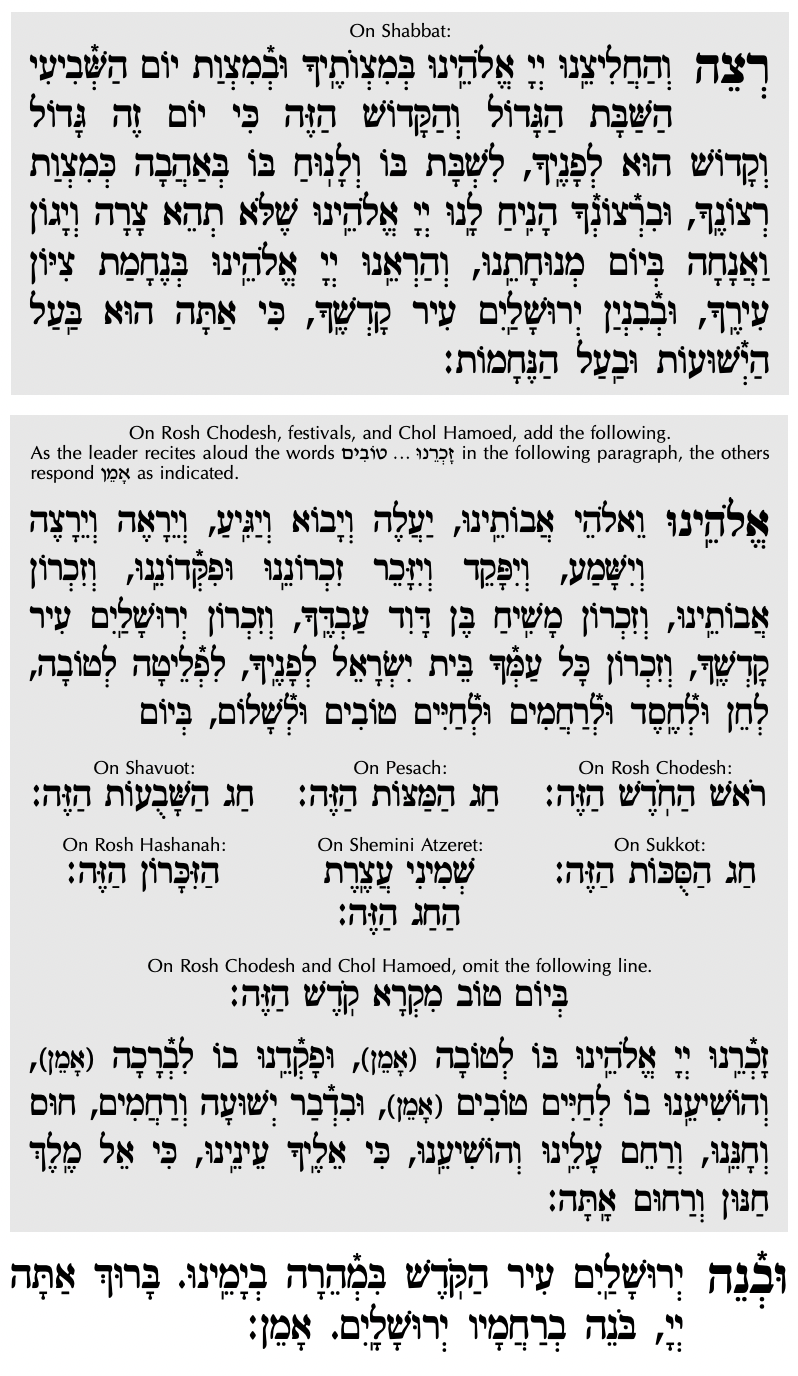 On Shabbat:
רְצֵה וְהַחֲלִיצֵֽנוּ יְיָ אֱלֹהֵֽינוּ בְּמִצְוֹתֶֽיךָ וּבְ֯מִצְוַת יוֹם הַשְּׁ֯בִיעִי
הַשַּׁבָּת הַגָּדוֹל וְהַקָּדוֹשׁ הַזֶּה כִּי יוֹם זֶה גָּדוֹל
וְקָדוֹשׁ הוּא לְפָנֶֽיךָ, לִשְׁבָּת בּוֹ וְלָנֽוּחַ בּוֹ בְּאַהֲבָה כְּמִצְוַת
רְצוֹנֶֽךָ, וּבִרְ֯צוֹנְ֯ךָ הָנִֽיחַ לָֽנוּ יְיָ אֱלֹהֵֽינוּ שֶׁלֹּא תְהֵא צָרָה וְיָגוֹן
וַאֲנָחָה בְּיוֹם מְנוּחָתֵֽנוּ, וְהַרְאֵֽנוּ יְיָ אֱלֹהֵֽינוּ בְּנֶחָמַת צִיּוֹן
עִירֶֽךָ, וּבְ֯בִנְיַן יְרוּשָׁלַֽיִם עִיר קָדְשֶֽׁךָ, כִּי אַתָּה הוּא בַּֽעַל
הַיְ֯שׁוּעוֹת וּבַֽעַל הַנֶּחָמוֹת:
On Rosh Chodesh, festivals, and Chol Hamoed, add the following.
As the leader recites aloud the words זָכְרֵנוּ ... טוֹבִים in the following paragraph, the others
respond אָמֵן as indicated.
אֱלֹהֵֽינוּ וֵאלֹהֵי אֲבוֹתֵֽינוּ, יַעֲלֶה וְיָבוֹא וְיַגִּֽיעַ, וְיֵרָאֶה וְיֵרָצֶה
וְיִשָּׁמַע, וְיִפָּקֵד וְיִזָּכֵר זִכְרוֹנֵֽנוּ וּפִקְ֯דוֹנֵֽנוּ, וְזִכְרוֹן
אֲבוֹתֵֽינוּ, וְזִכְרוֹן מָשִֽׁיחַ בֶּן דָּוִד עַבְדֶּֽךָ, וְזִכְרוֹן יְרוּשָׁלַֽיִם עִיר
קָדְשֶֽׁךָ, וְזִכְרוֹן כָּל עַמְּ֯ךָ בֵּית יִשְׂרָאֵל לְפָנֶֽיךָ, לִפְ֯לֵיטָה לְטוֹבָה,
לְחֵן וּלְ֯חֶֽסֶד וּלְ֯רַחֲמִים וּלְ֯חַיִּים טוֹבִים וּלְ֯שָׁלוֹם, בְּיוֹם
On Rosh Chodesh:
רֹאשׁ הַחֹֽדֶשׁ הַזֶּה:
On Pesach:
חַג הַמַּצּוֹת הַזֶּה:
On Shavuot:
חַג הַשָּׁבֻעוֹת הַזֶּה:
On Sukkot:
חַג הַסֻּכּוֹת הַזֶּה:
On Shemini Atzeret:
שְׁמִינִי עֲצֶֽרֶת
הַחַג הַזֶּה:
On Rosh Hashanah:
הַזִּכָּרוֹן הַזֶּה:
On Rosh Chodesh and Chol Hamoed, omit the following line.
בְּיוֹם טוֹב מִקְרָא קֹֽדֶשׁ הַזֶּה:
זָכְ֯רֵֽנוּ יְיָ אֱלֹהֵֽינוּ בּוֹ לְטוֹבָה (אָמֵן), וּפָקְ֯דֵֽנוּ בוֹ לִבְ֯רָכָה (אָמֵן),
וְהוֹשִׁיעֵֽנוּ בוֹ לְחַיִּים טוֹבִים (אָמֵן), וּבִדְ֯בַר יְשׁוּעָה וְרַחֲמִים, חוּס
וְחָנֵּֽנוּ, וְרַחֵם עָלֵֽינוּ וְהוֹשִׁיעֵֽנוּ, כִּי אֵלֶֽיךָ עֵינֵֽינוּ, כִּי אֵל מֶֽלֶךְ
חַנּוּן וְרַחוּם אָֽתָּה:
וּבְ֯נֵה יְרוּשָׁלַֽיִם עִיר הַקֹּֽדֶשׁ בִּמְ֯הֵרָה בְיָמֵֽינוּ. בָּרוּךְ אַתָּה
יְיָ, בֹּנֵה בְרַחֲמָיו יְרוּשָׁלָֽיִם. אָמֵן: